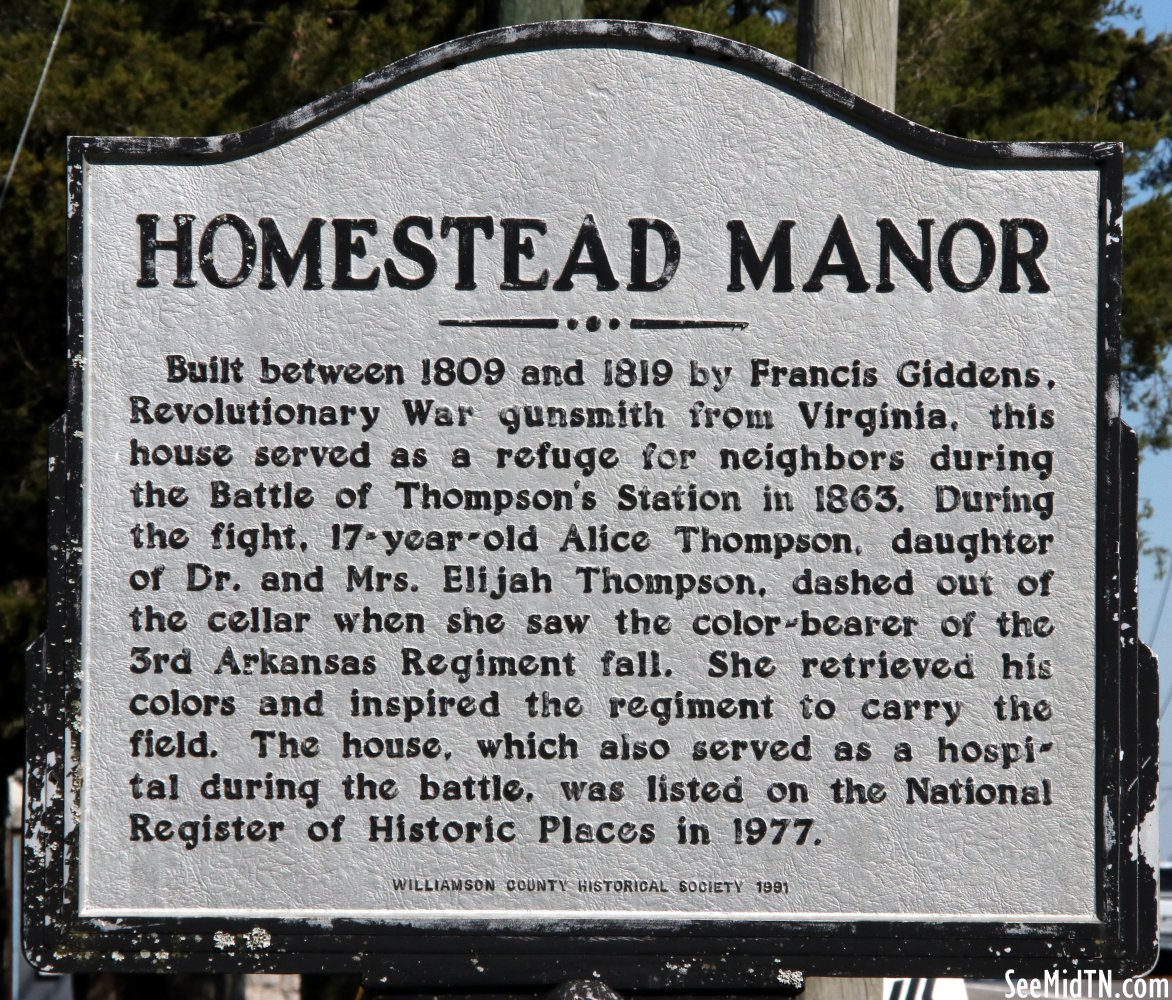 HOMESTEAD MANOR
Built between 1809 and 1819 by Francis Giddens,
Revolutionary War gunsmith from Virginia, this
house served as a refuge for neighbors during
the Battle of Thompson's Station in 1863. During
the fight, 17-year-old Alice Thompson, daughter
of Dr. and Mrs. Elijah Thompson, dashed out of
the cellar when she saw the color-bearer of the
3rd Arkansas Regiment fall. She retrieved his
colors and inspired the regiment to carry the
field. The house, which also served as a hospi-
tal during the battle, was listed on the National
Register of Historic Places in 1977.
WILLIAMSON COUNTY HISTORICAL SOCIETY 1991
SeeMidTN.com